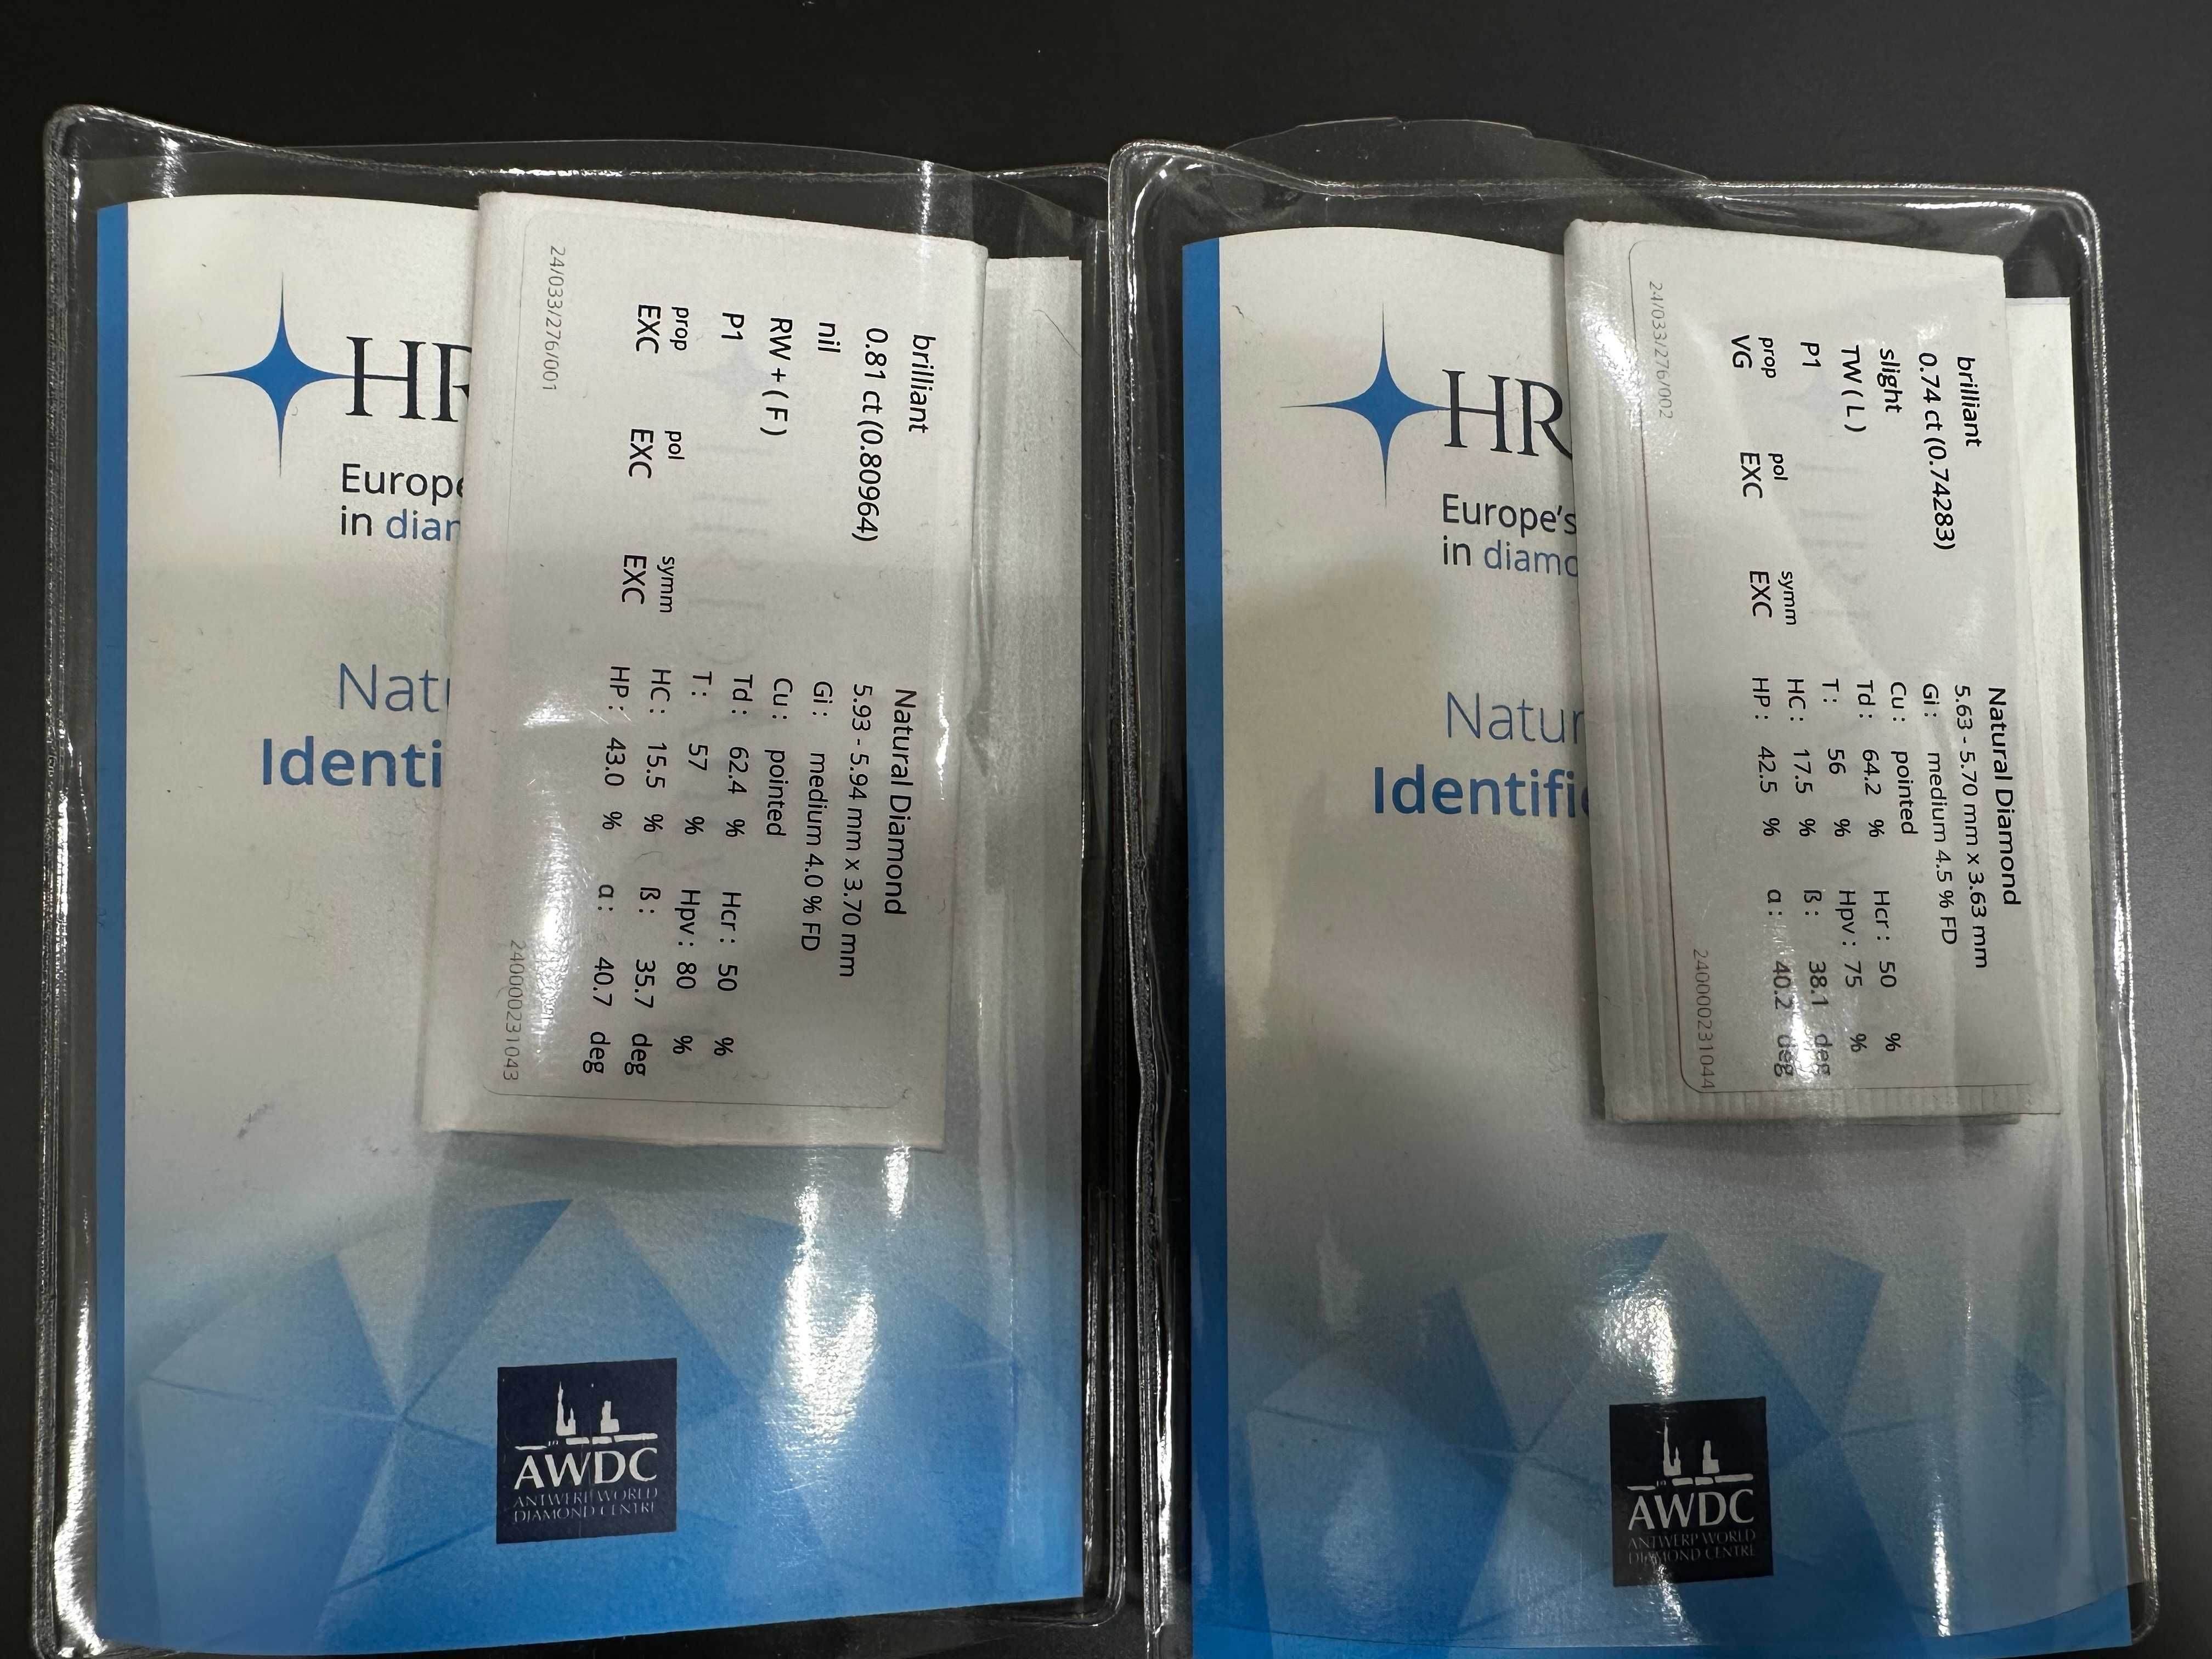 HR
Europe
in diam
Natu
Identi
brilliant
0.81 ct (0.80964)
nil
RW + ( F )
P1
prop pol symm
EXC EXC EXC
24/033/276/001
Natural Diamond
5.93 - 5.94 mm x 3.70 mm
Gi : medium 4.0 % FD
Cu : pointed
Td : 62.4 % Hcr : 50 %
T : 57 % Hpv : 80 %
HC : 15.5 % ß : 35.7 deg
HP : 43.0 % α : 40.7 deg
240000231043
AWDC
ANTWERP WORLD
DIAMOND CENTRE
HR
Europe's
in diamo
Natur
Identifi
brilliant
0.74 ct (0.74283)
slight
TW ( L )
P1
prop pol symm
VG EXC EXC
24/033/276/002
Natural Diamond
5.63 - 5.70 mm x 3.63 mm
Gi : medium 4.5 % FD
Cu : pointed
Td : 64.2 % Hcr : 50 %
T : 56 % Hpv : 75 %
HC : 17.5 % ß : 38.1 deg
HP : 42.5 % α : 40.2 deg
240000231044
AWDC
ANTWERP WORLD
DIAMOND CENTRE